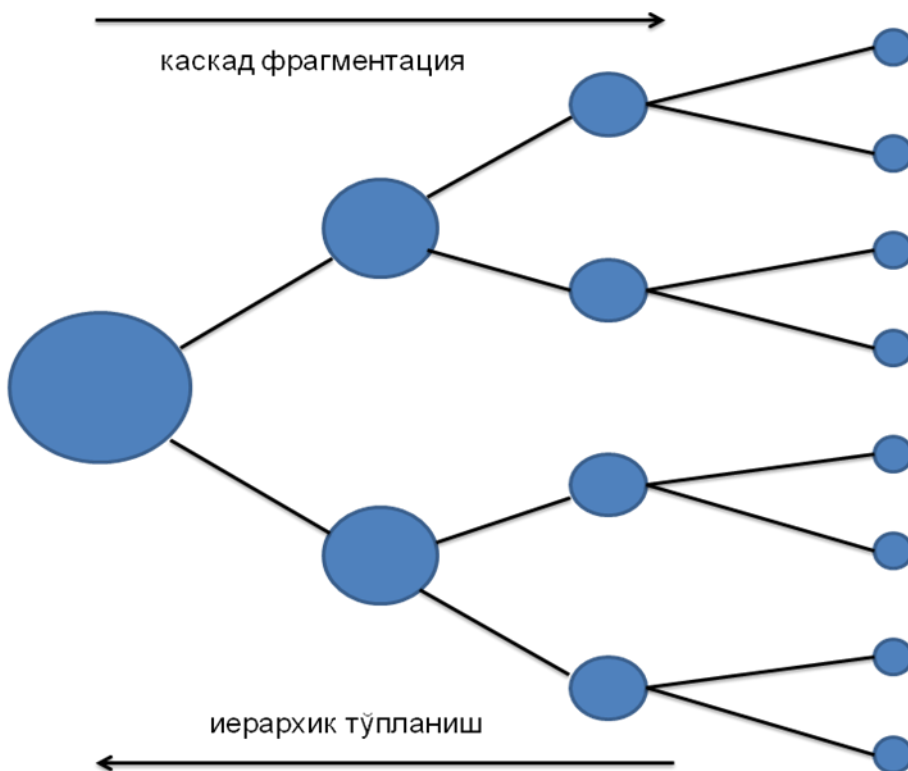 каскад фрагментация
иерархик тўпланиш